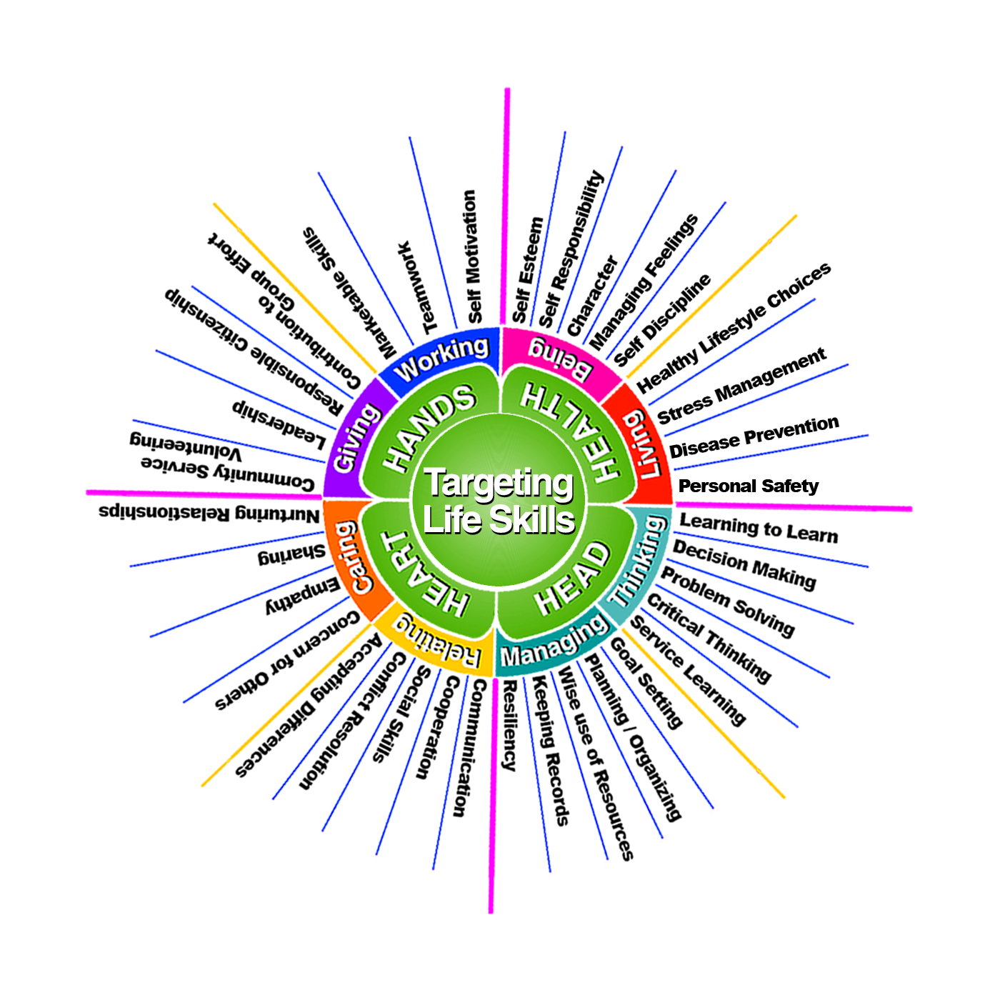 Targeting
Life Skills
HEAD
HEART
HANDS
HEALTH
Being
Self Esteem
Self Responsibility
Character
Managing Feelings
Self Discipline
Living
Healthy Lifestyle Choices
Stress Management
Disease Prevention
Personal Safety
Thinking
Learning to Learn
Decision Making
Problem Solving
Critical Thinking
Service Learning
Managing
Goal Setting
Planning / Organizing
Wise use of Resources
Keeping Records
Resiliency
Relating
Communication
Cooperation
Social Skills
Conflict Resolution
Accepting Differences
Caring
Concern for Others
Empathy
Sharing
Nurturing Relastionships
Giving
Community Service
Volunteering
Leadership
Responsible Citizenship
Contribution to
Group Effort
Working
Marketable Skills
Teamwork
Self Motivation